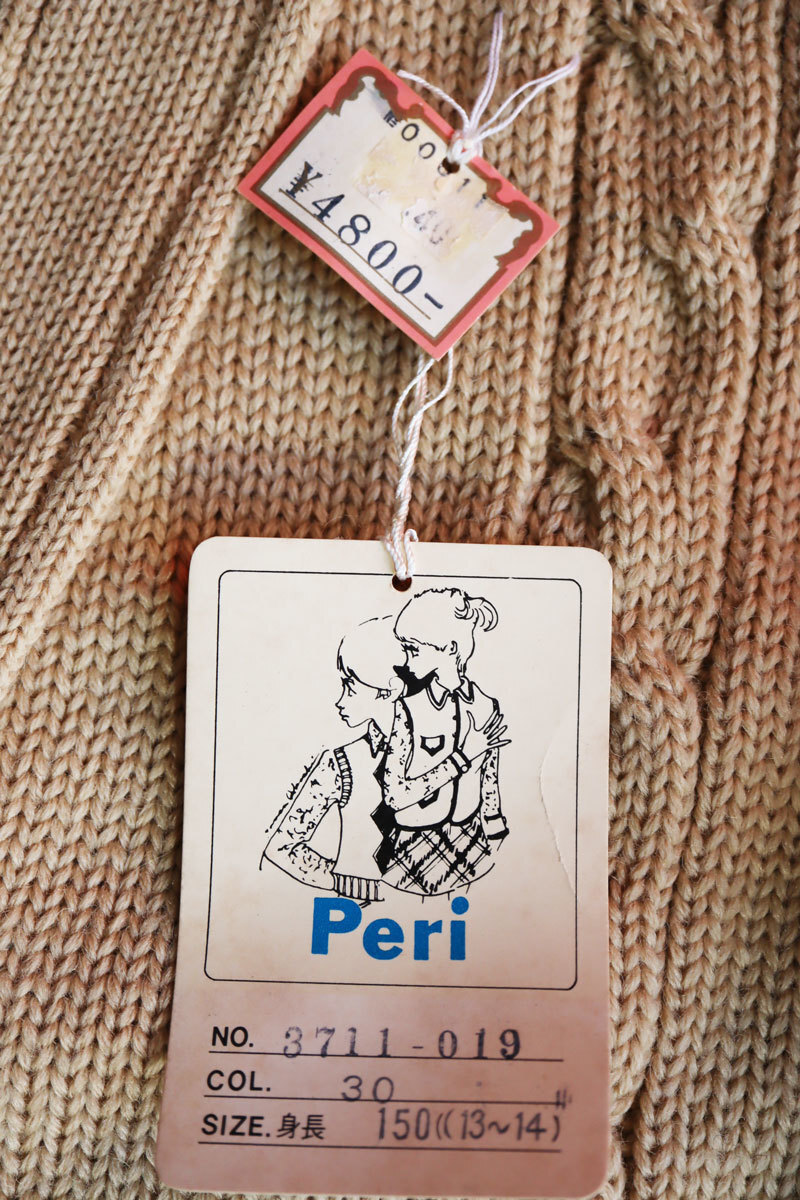 ¥4800-
Peri
NO. 3711-019
COL. 30
SIZE. 身長 150((13～14)